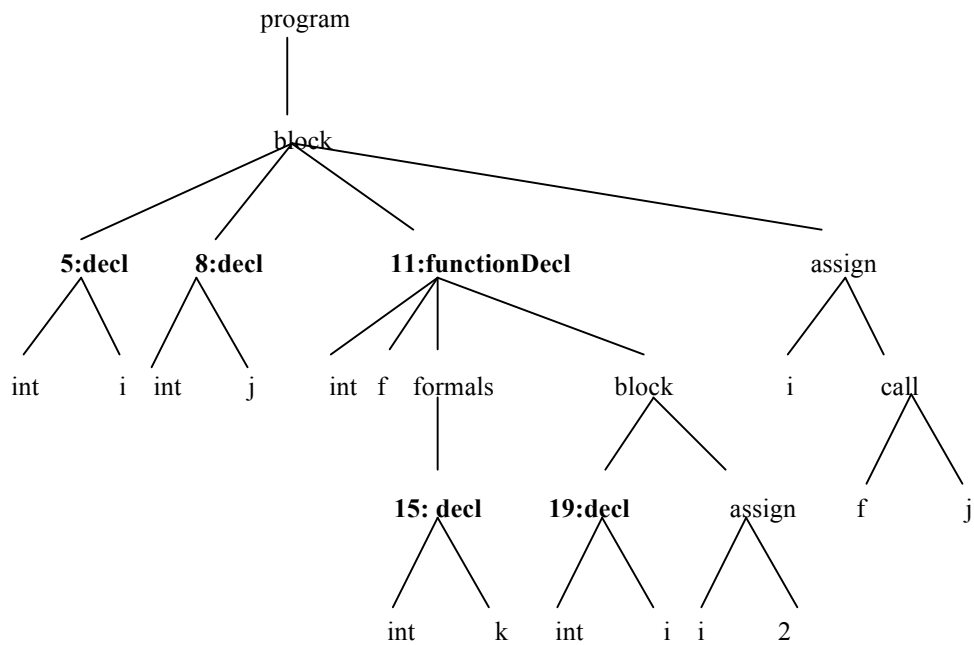 program
block
5:decl 8:decl 11:functionDecl assign
int i int j int f formals block i call
15: decl 19:decl assign f j
int k int i i 2